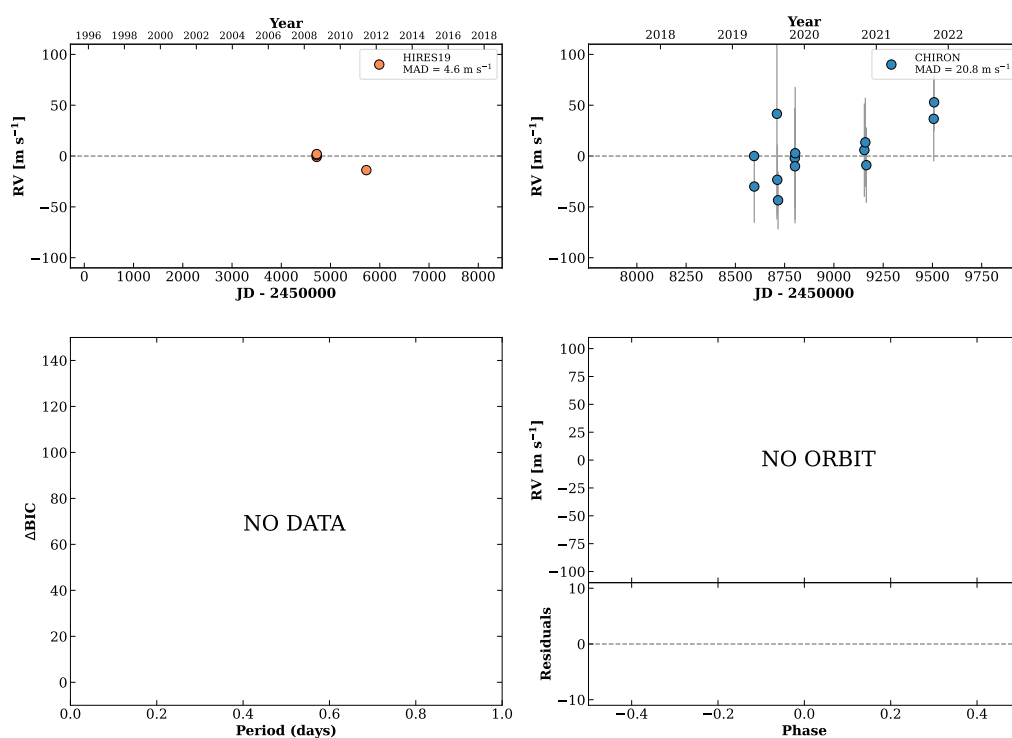 Year
1996 1998 2000 2002 2004 2006 2008 2010 2012 2014 2016 2018
HIRES19
MAD = 4.6 m s⁻¹
RV [m s⁻¹]
100
50
0
−50
−100
0 1000 2000 3000 4000 5000 6000 7000 8000
JD - 2450000
Year
2018 2019 2020 2021 2022
CHIRON
MAD = 20.8 m s⁻¹
RV [m s⁻¹]
100
50
0
−50
−100
8000 8250 8500 8750 9000 9250 9500 9750
JD - 2450000
ΔBIC
140
120
100
80
60
40
20
0
NO DATA
0.0 0.2 0.4 0.6 0.8 1.0
Period (days)
RV [m s⁻¹]
100
75
50
25
0
−25
−50
−75
−100
NO ORBIT
Residuals
10
0
−10
−0.4 −0.2 0.0 0.2 0.4
Phase